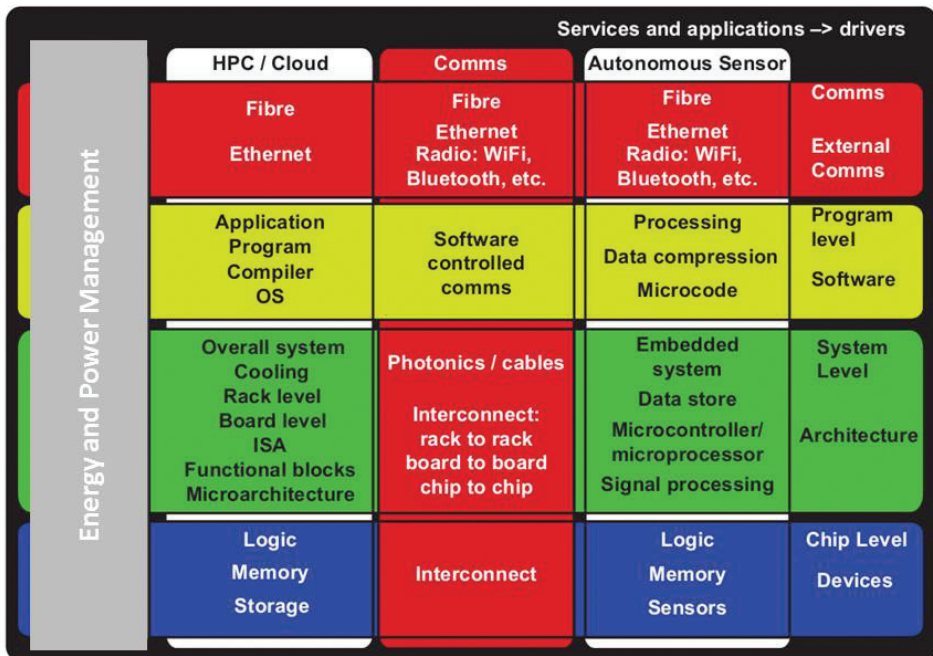 Services and applications –> drivers
Energy and Power Management
HPC / Cloud
Comms
Autonomous Sensor
Fibre
Ethernet
Fibre
Ethernet
Radio: WiFi,
Bluetooth, etc.
Fibre
Ethernet
Radio: WiFi,
Bluetooth, etc.
Comms
External
Comms
Application
Program
Compiler
OS
Software
controlled
comms
Processing
Data compression
Microcode
Program
level
Software
Overall system
Cooling
Rack level
Board level
ISA
Functional blocks
Microarchitecture
Photonics / cables
Interconnect:
rack to rack
board to board
chip to chip
Embedded
system
Data store
Microcontroller/
microprocessor
Signal processing
System
Level
Architecture
Logic
Memory
Storage
Interconnect
Logic
Memory
Sensors
Chip Level
Devices